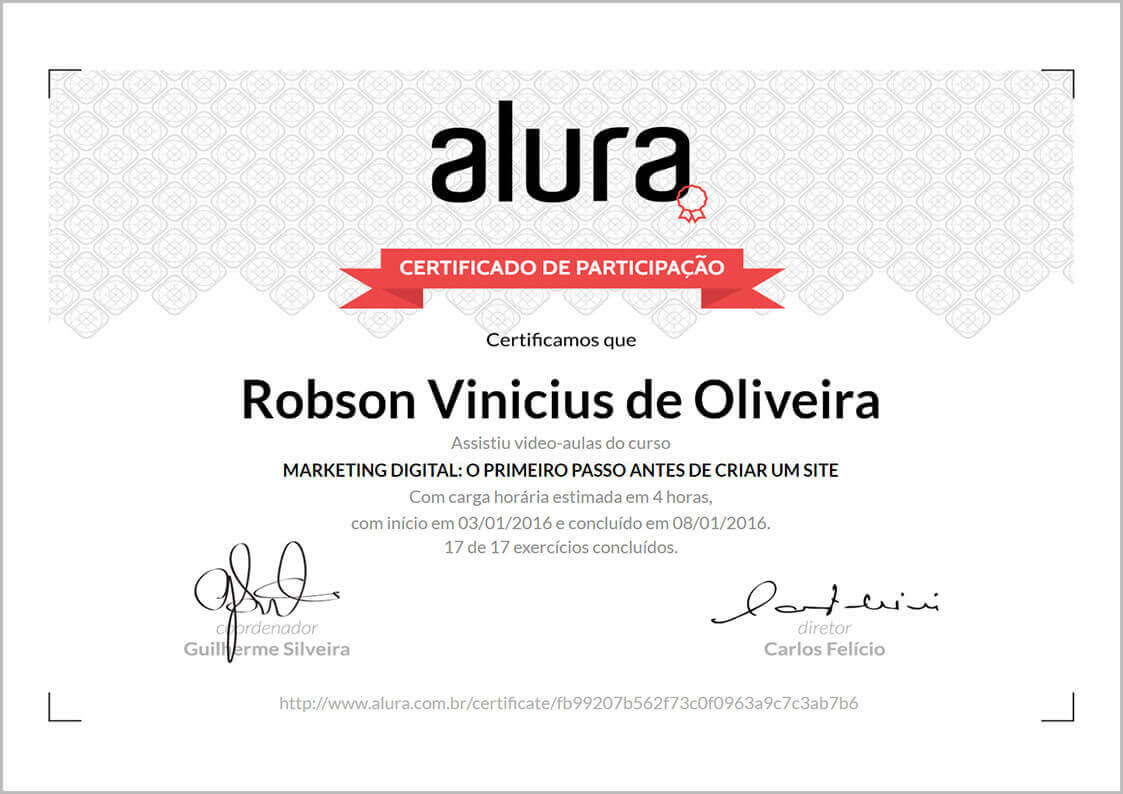 alura
CERTIFICADO DE PARTICIPAÇÃO
Certificamos que
Robson Vinicius de Oliveira
Assistiu video-aulas do curso
MARKETING DIGITAL: O PRIMEIRO PASSO ANTES DE CRIAR UM SITE
Com carga horária estimada em 4 horas,
com início em 03/01/2016 e concluído em 08/01/2016.
17 de 17 exercícios concluídos.
coordenador
Guilherme Silveira
diretor
Carlos Felício
http://www.alura.com.br/certificate/fb99207b562f73c0f0963a9c7c3ab7b6